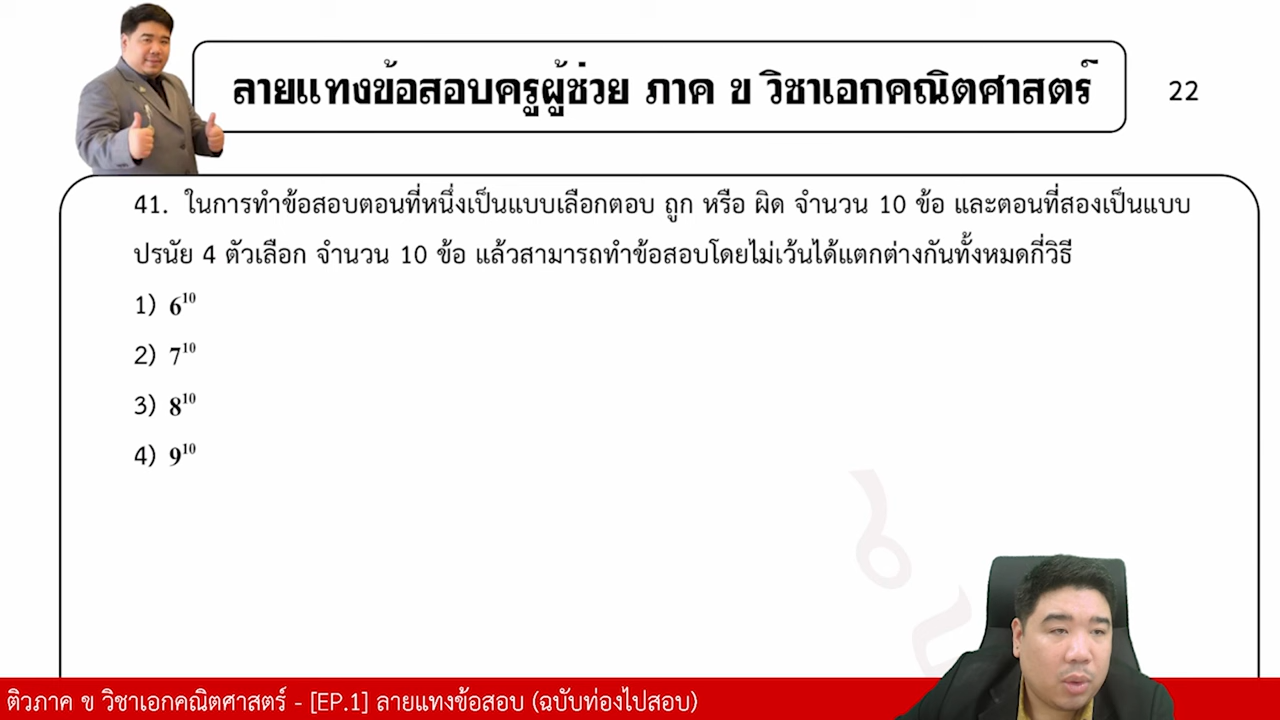 ลายแทงข้อสอบครูผู้ช่วย ภาค ข วิชาเอกคณิตศาสตร์
22
41. ในการทำข้อสอบตอนที่หนึ่งเป็นแบบเลือกตอบ ถูก หรือ ผิด จำนวน 10 ข้อ และตอนที่สองเป็นแบบ
ปรนัย 4 ตัวเลือก จำนวน 10 ข้อ แล้วสามารถทำข้อสอบโดยไม่เว้นได้แตกต่างกันทั้งหมดกี่วิธี
1) 6¹⁰
2) 7¹⁰
3) 8¹⁰
4) 9¹⁰
ติวภาค ข วิชาเอกคณิตศาสตร์ - [EP.1] ลายแทงข้อสอบ (ฉบับท่องไปสอบ)